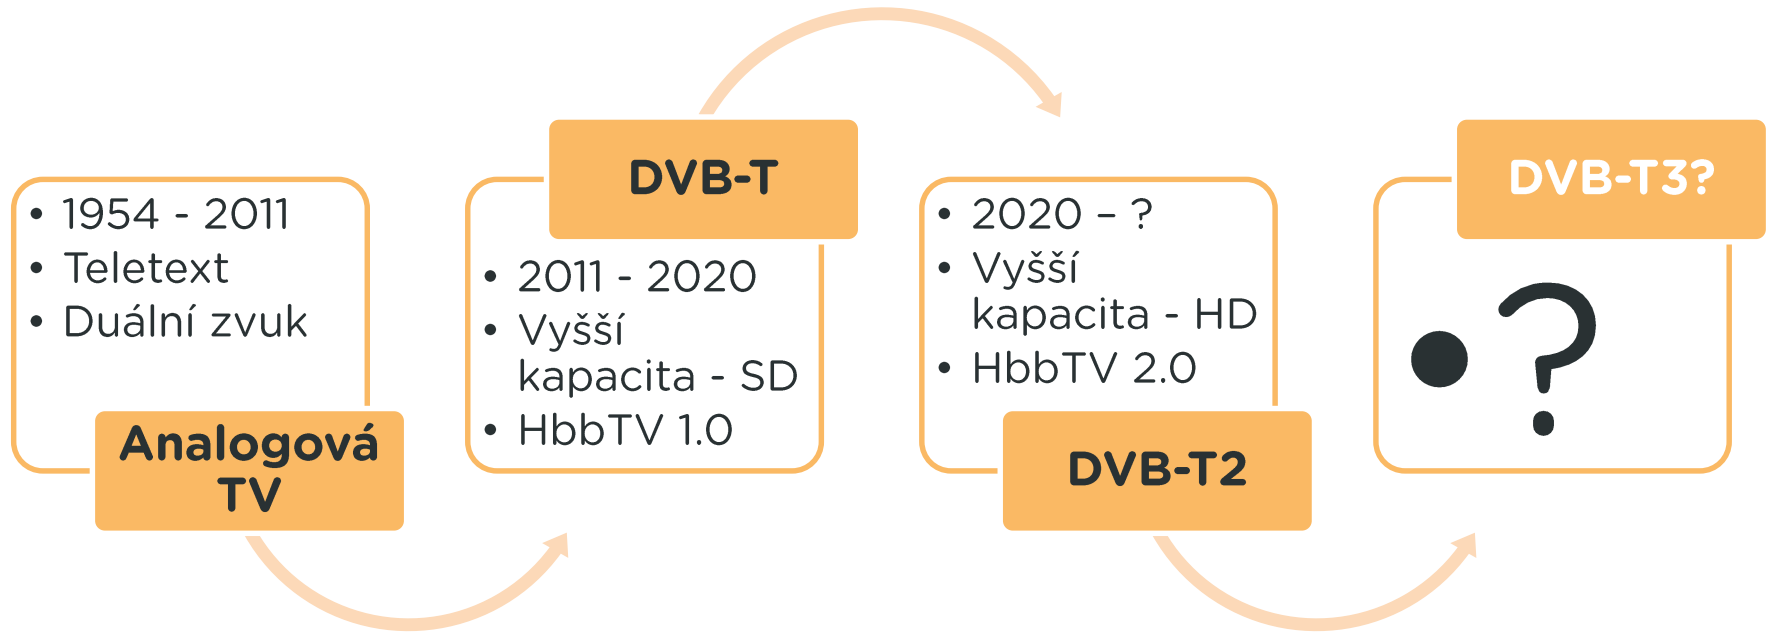 • 1954 - 2011
• Teletext
• Duální zvuk
Analogová
TV
DVB-T
• 2011 - 2020
• Vyšší
kapacita - SD
• HbbTV 1.0
• 2020 – ?
• Vyšší
kapacita - HD
• HbbTV 2.0
DVB-T2
DVB-T3?
• ?